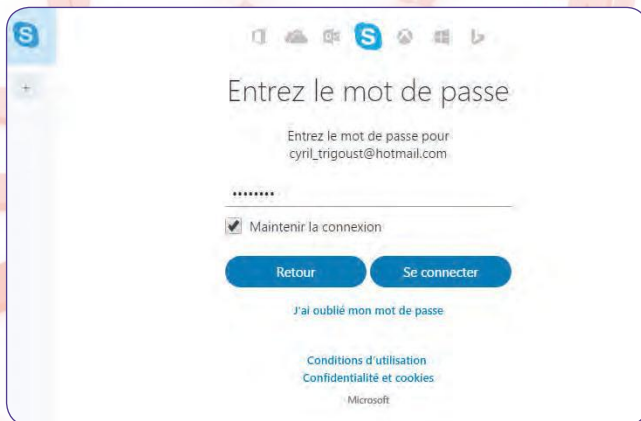 S
+
S
Entrez le mot de passe
Entrez le mot de passe pour
cyril_trigoust@hotmail.com
••••••••
Maintenir la connexion
Retour Se connecter
J'ai oublié mon mot de passe
Conditions d'utilisation
Confidentialité et cookies
Microsoft